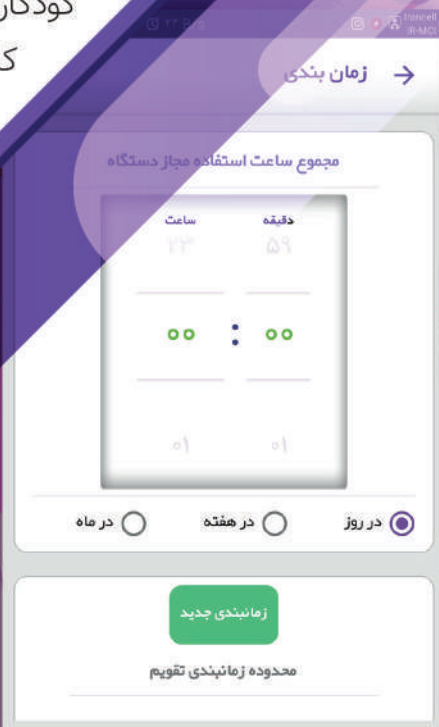 کودکان
زمان بندی
مجموع ساعت استفاده مجاز دستگاه
ساعت دقیقه
۲۳ ۵۹
۰۰ : ۰۰
۰۱ ۰۱
در روز در هفته در ماه
زمانبندی جدید
محدوده زمانبندی تقویم